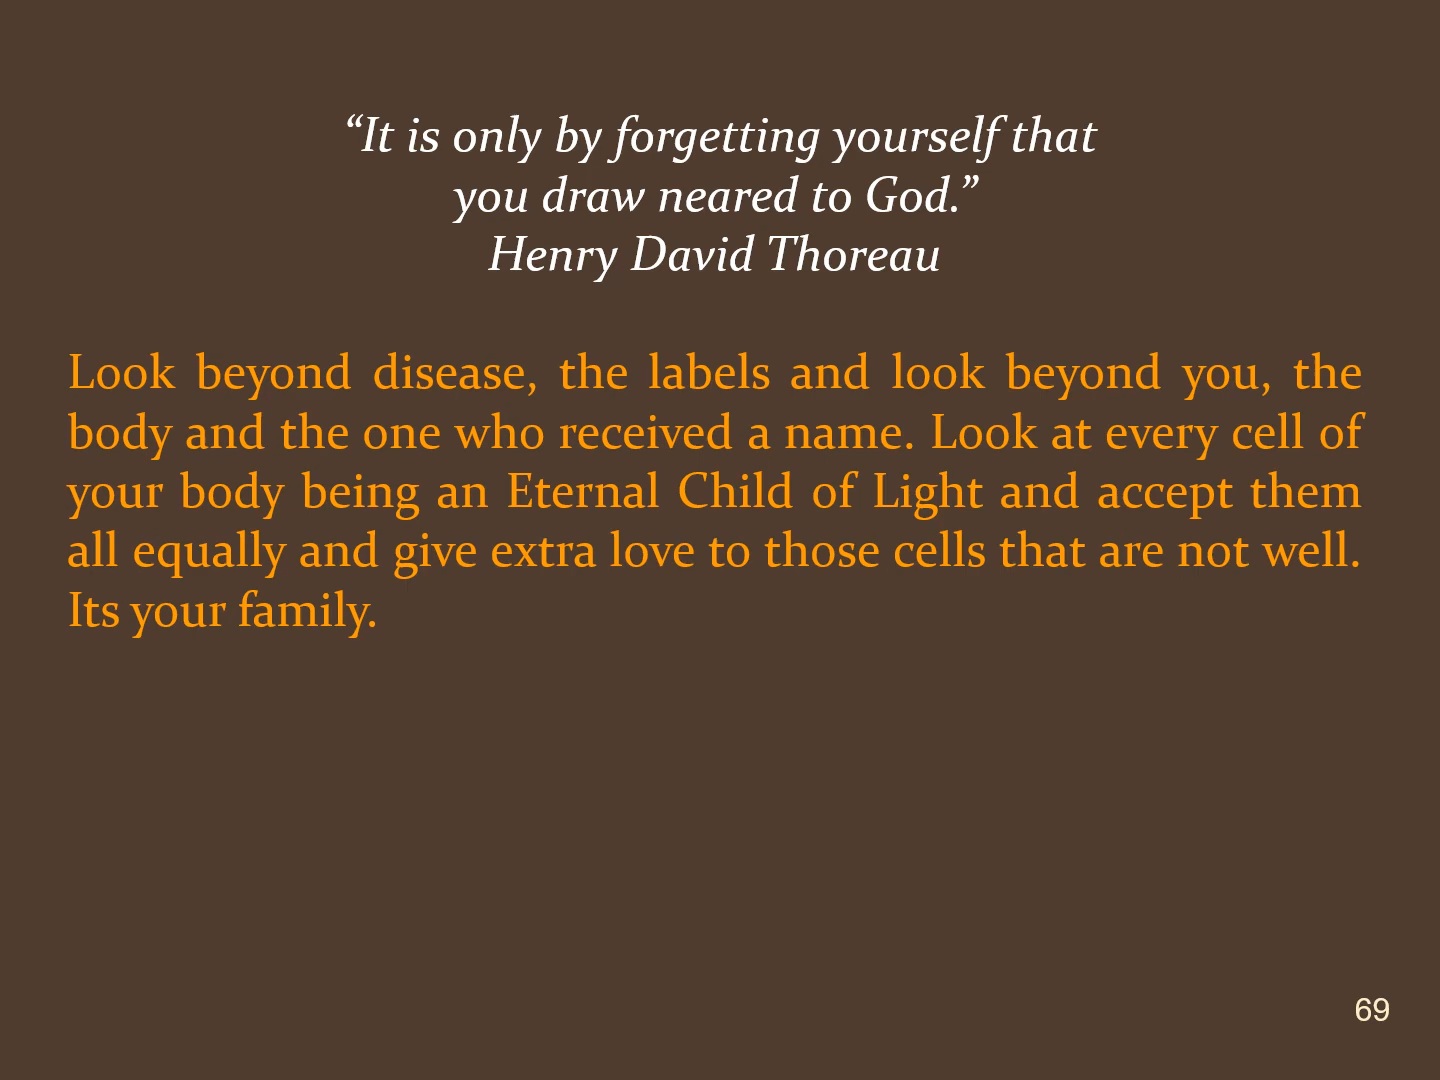 “It is only by forgetting yourself that
you draw neared to God.”
Henry David Thoreau
Look beyond disease, the labels and look beyond you, the
body and the one who received a name. Look at every cell of
your body being an Eternal Child of Light and accept them
all equally and give extra love to those cells that are not well.
Its your family.
69